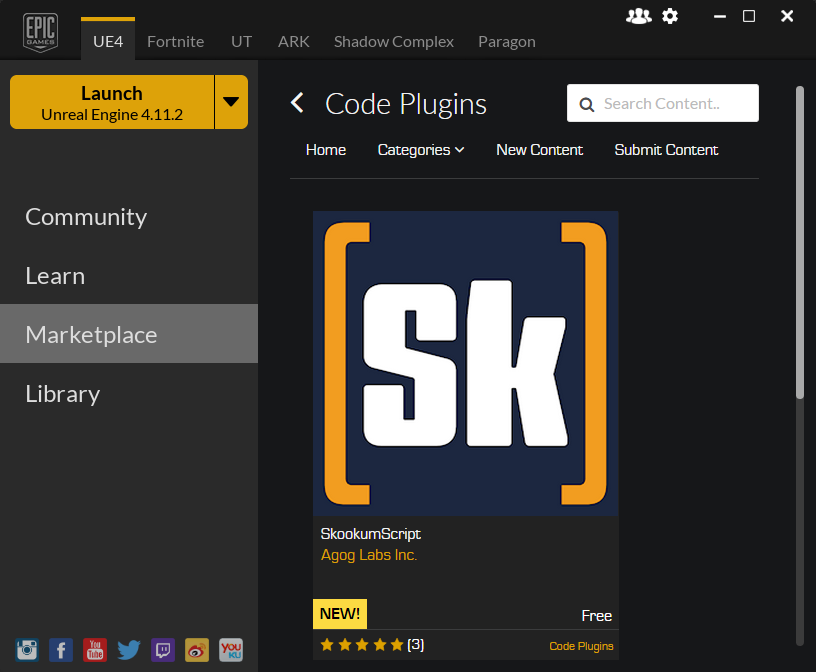 EPIC
GAMES
UE4
Fortnite
UT
ARK
Shadow Complex
Paragon
Launch
Unreal Engine 4.11.2
Code Plugins
Search Content..
Home
Categories
New Content
Submit Content
Community
Learn
Marketplace
Library
[Sk]
SkookumScript
Agog Labs Inc.
NEW!
Free
(3)
Code Plugins
You
Tube
YOU
KU